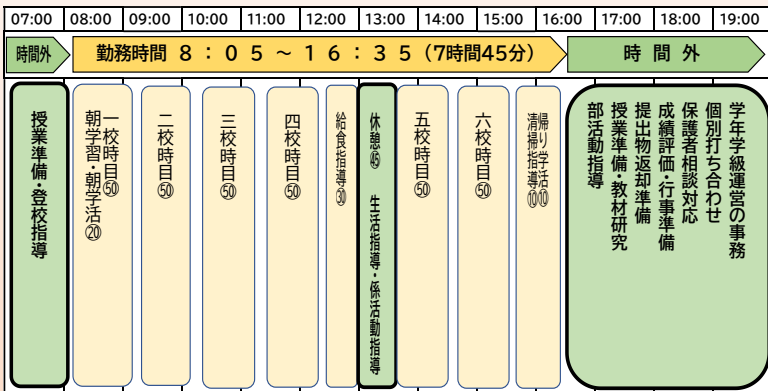 07:00 08:00 09:00 10:00 11:00 12:00 13:00 14:00 15:00 16:00 17:00 18:00 19:00
時間外
勤務時間 8:05~16:35(7時間45分)
時間外
授業準備・登校指導
一校時目㊿
朝学習・朝学活⑳
二校時目㊿
三校時目㊿
四校時目㊿
給食指導㉚
休憩㊺ 生活指導・係活動指導
五校時目㊿
六校時目㊿
帰り学活⑩
清掃指導⑩
学年学級運営の事務
個別打ち合わせ
保護者相談対応
成績評価・行事準備
提出物返却準備
授業準備・教材研究
部活動指導